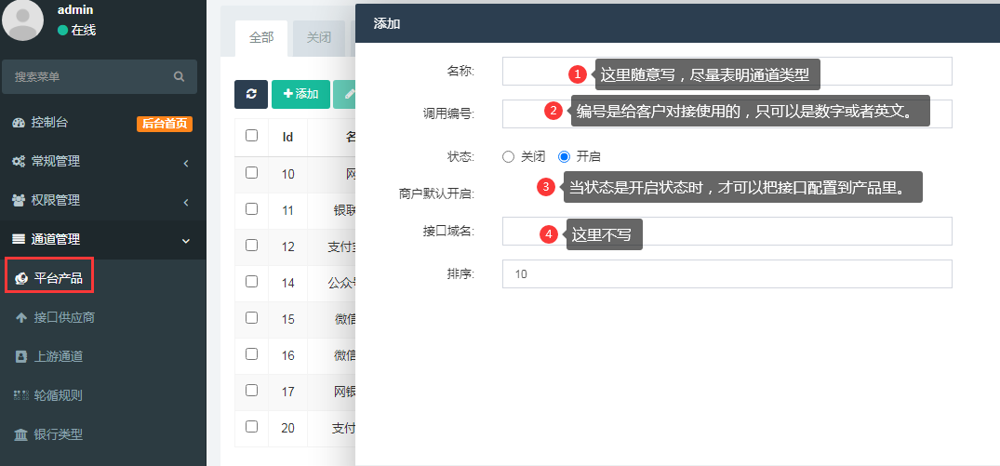 admin
在线
搜索菜单
控制台
后台首页
常规管理
权限管理
通道管理
平台产品
接口供应商
上游通道
轮循规则
银行类型
全部
关闭
添加
Id
10
11
银联
12
支付
14
公众
15
微信
16
微信
17
网银
20
支付
添加
名称:
1 这里随意写，尽量表明通道类型
调用编号:
2 编号是给客户对接使用的，只可以是数字或者英文。
状态:
关闭
开启
商户默认开启:
3 当状态是开启状态时，才可以把接口配置到产品里。
接口域名:
4 这里不写
排序:
10